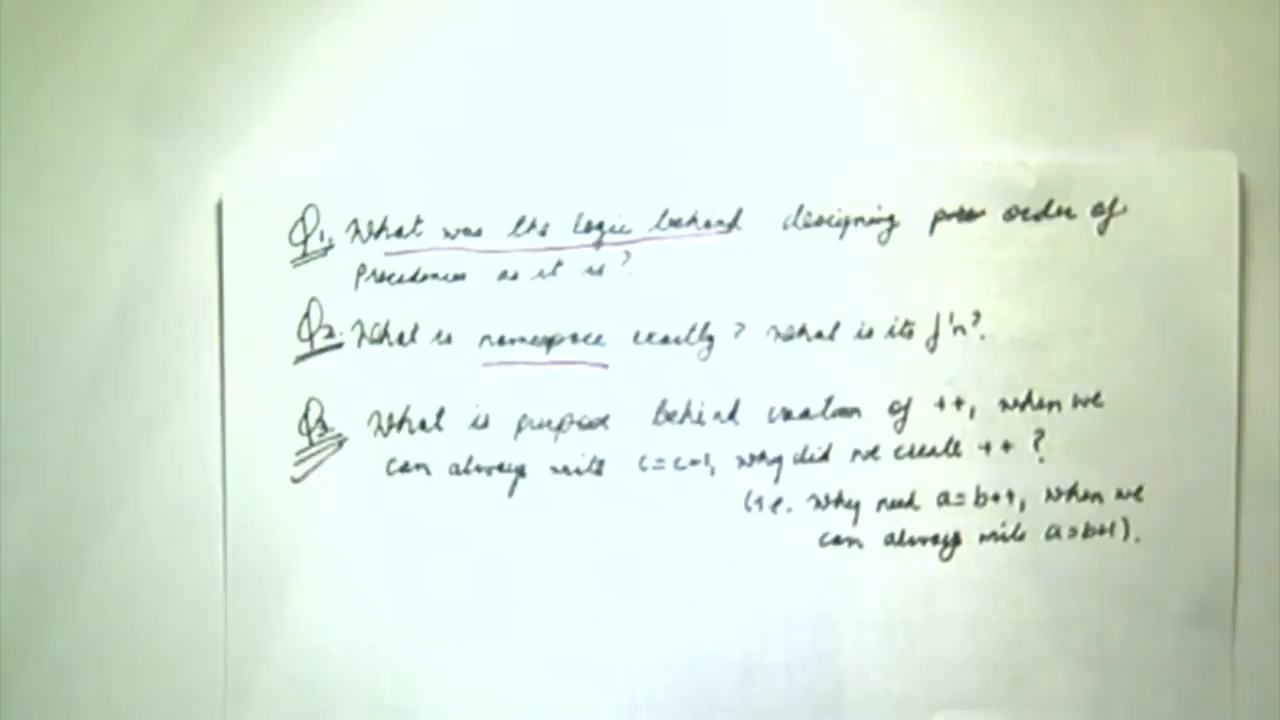 Q1. What was the logic behind designing order of
Precedences as it is?
Q2. What is namespace exactly? What is its f'n?
Q3. What is purpose behind creation of ++, when we
can always write c=c+1, why did we create ++ ?
(i.e. Why need a=b++, when we
can always write a=b+1).